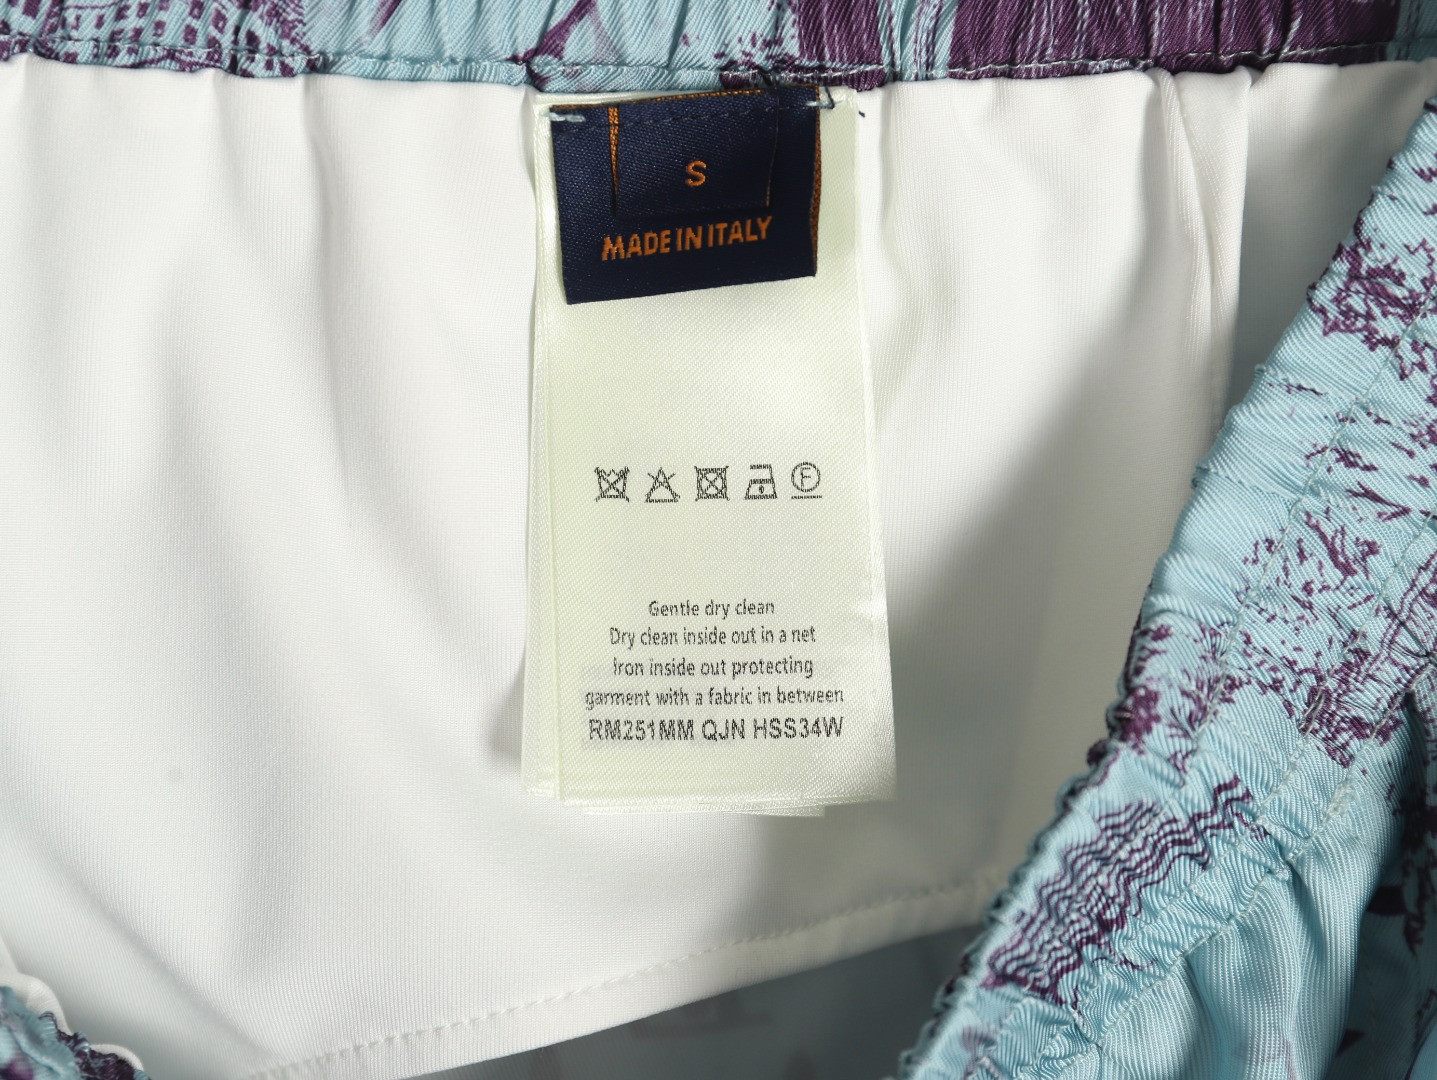 S
MADE IN ITALY
F
Gentle dry clean
Dry clean inside out in a net
Iron inside out protecting
garment with a fabric in between
RM251MM QJN HSS34W